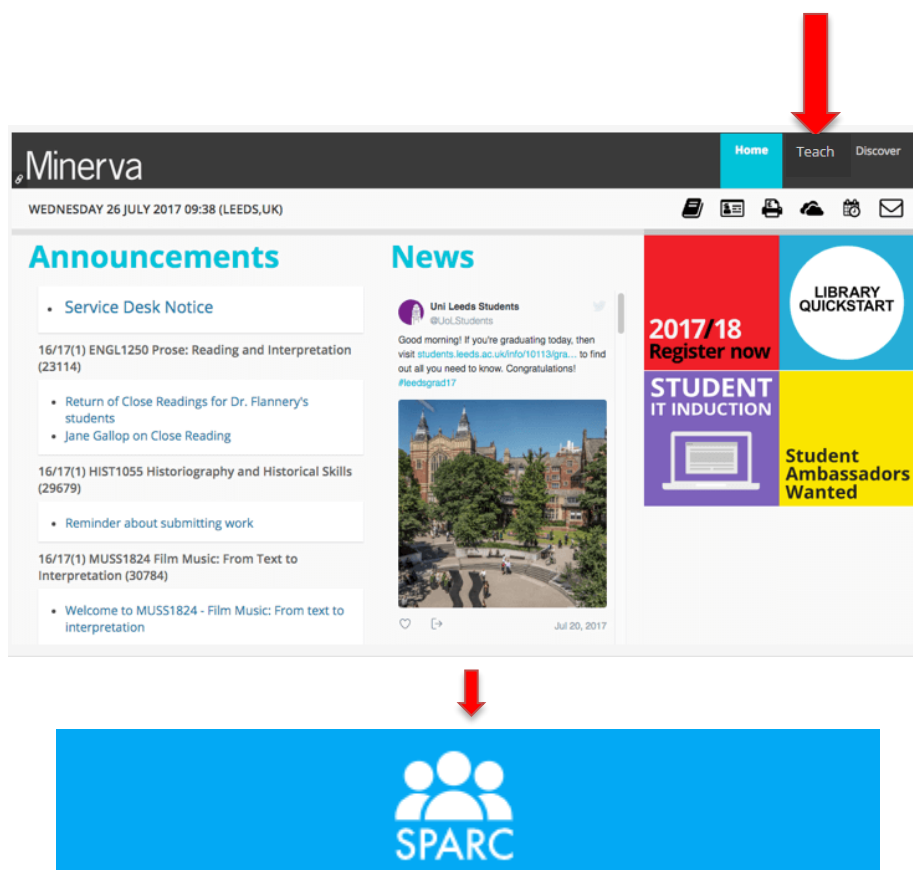 Minerva
Home
Teach
Discover
WEDNESDAY 26 JULY 2017 09:38 (LEEDS,UK)
Announcements
• Service Desk Notice
16/17(1) ENGL1250 Prose: Reading and Interpretation
(23114)
• Return of Close Readings for Dr. Flannery's
students
• Jane Gallop on Close Reading
16/17(1) HIST1055 Historiography and Historical Skills
(29679)
• Reminder about submitting work
16/17(1) MUSS1824 Film Music: From Text to
Interpretation (30784)
• Welcome to MUSS1824 - Film Music: From text to
interpretation
News
Uni Leeds Students
@UoLStudents
Good morning! If you're graduating today, then
visit students.leeds.ac.uk/info/10113/gra... to find
out all you need to know. Congratulations!
#leedsgrad17
Jul 20, 2017
2017/18
Register now
LIBRARY
QUICKSTART
STUDENT
IT INDUCTION
Student
Ambassadors
Wanted
SPARC